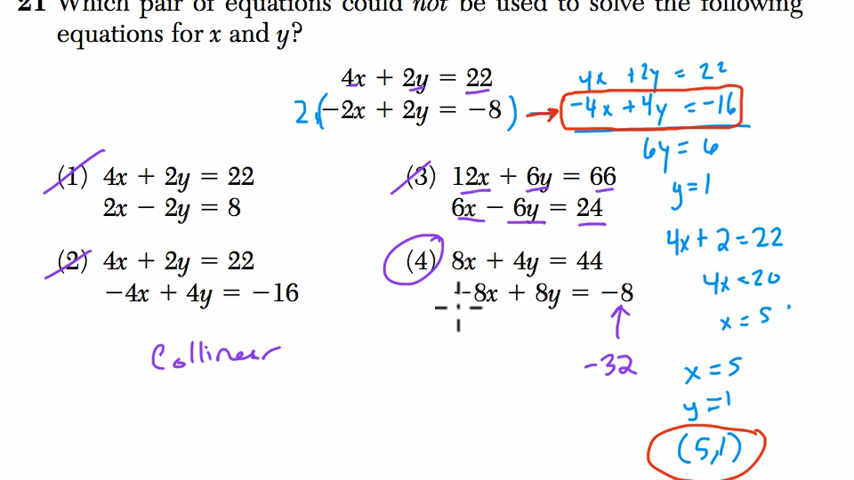 21 Which pair of equations could not be used to solve the following
equations for x and y?
4x + 2y = 22
2(−2x + 2y = −8) →
4x + 2y = 22
−4x + 4y = −16
6y = 6
y = 1
4x + 2 = 22
4x = 20
x = 5
x = 5
y = 1
(5,1)
(1) 4x + 2y = 22
2x − 2y = 8
(2) 4x + 2y = 22
−4x + 4y = −16
(3) 12x + 6y = 66
6x − 6y = 24
(4) 8x + 4y = 44
−8x + 8y = −8
−32
Collinear